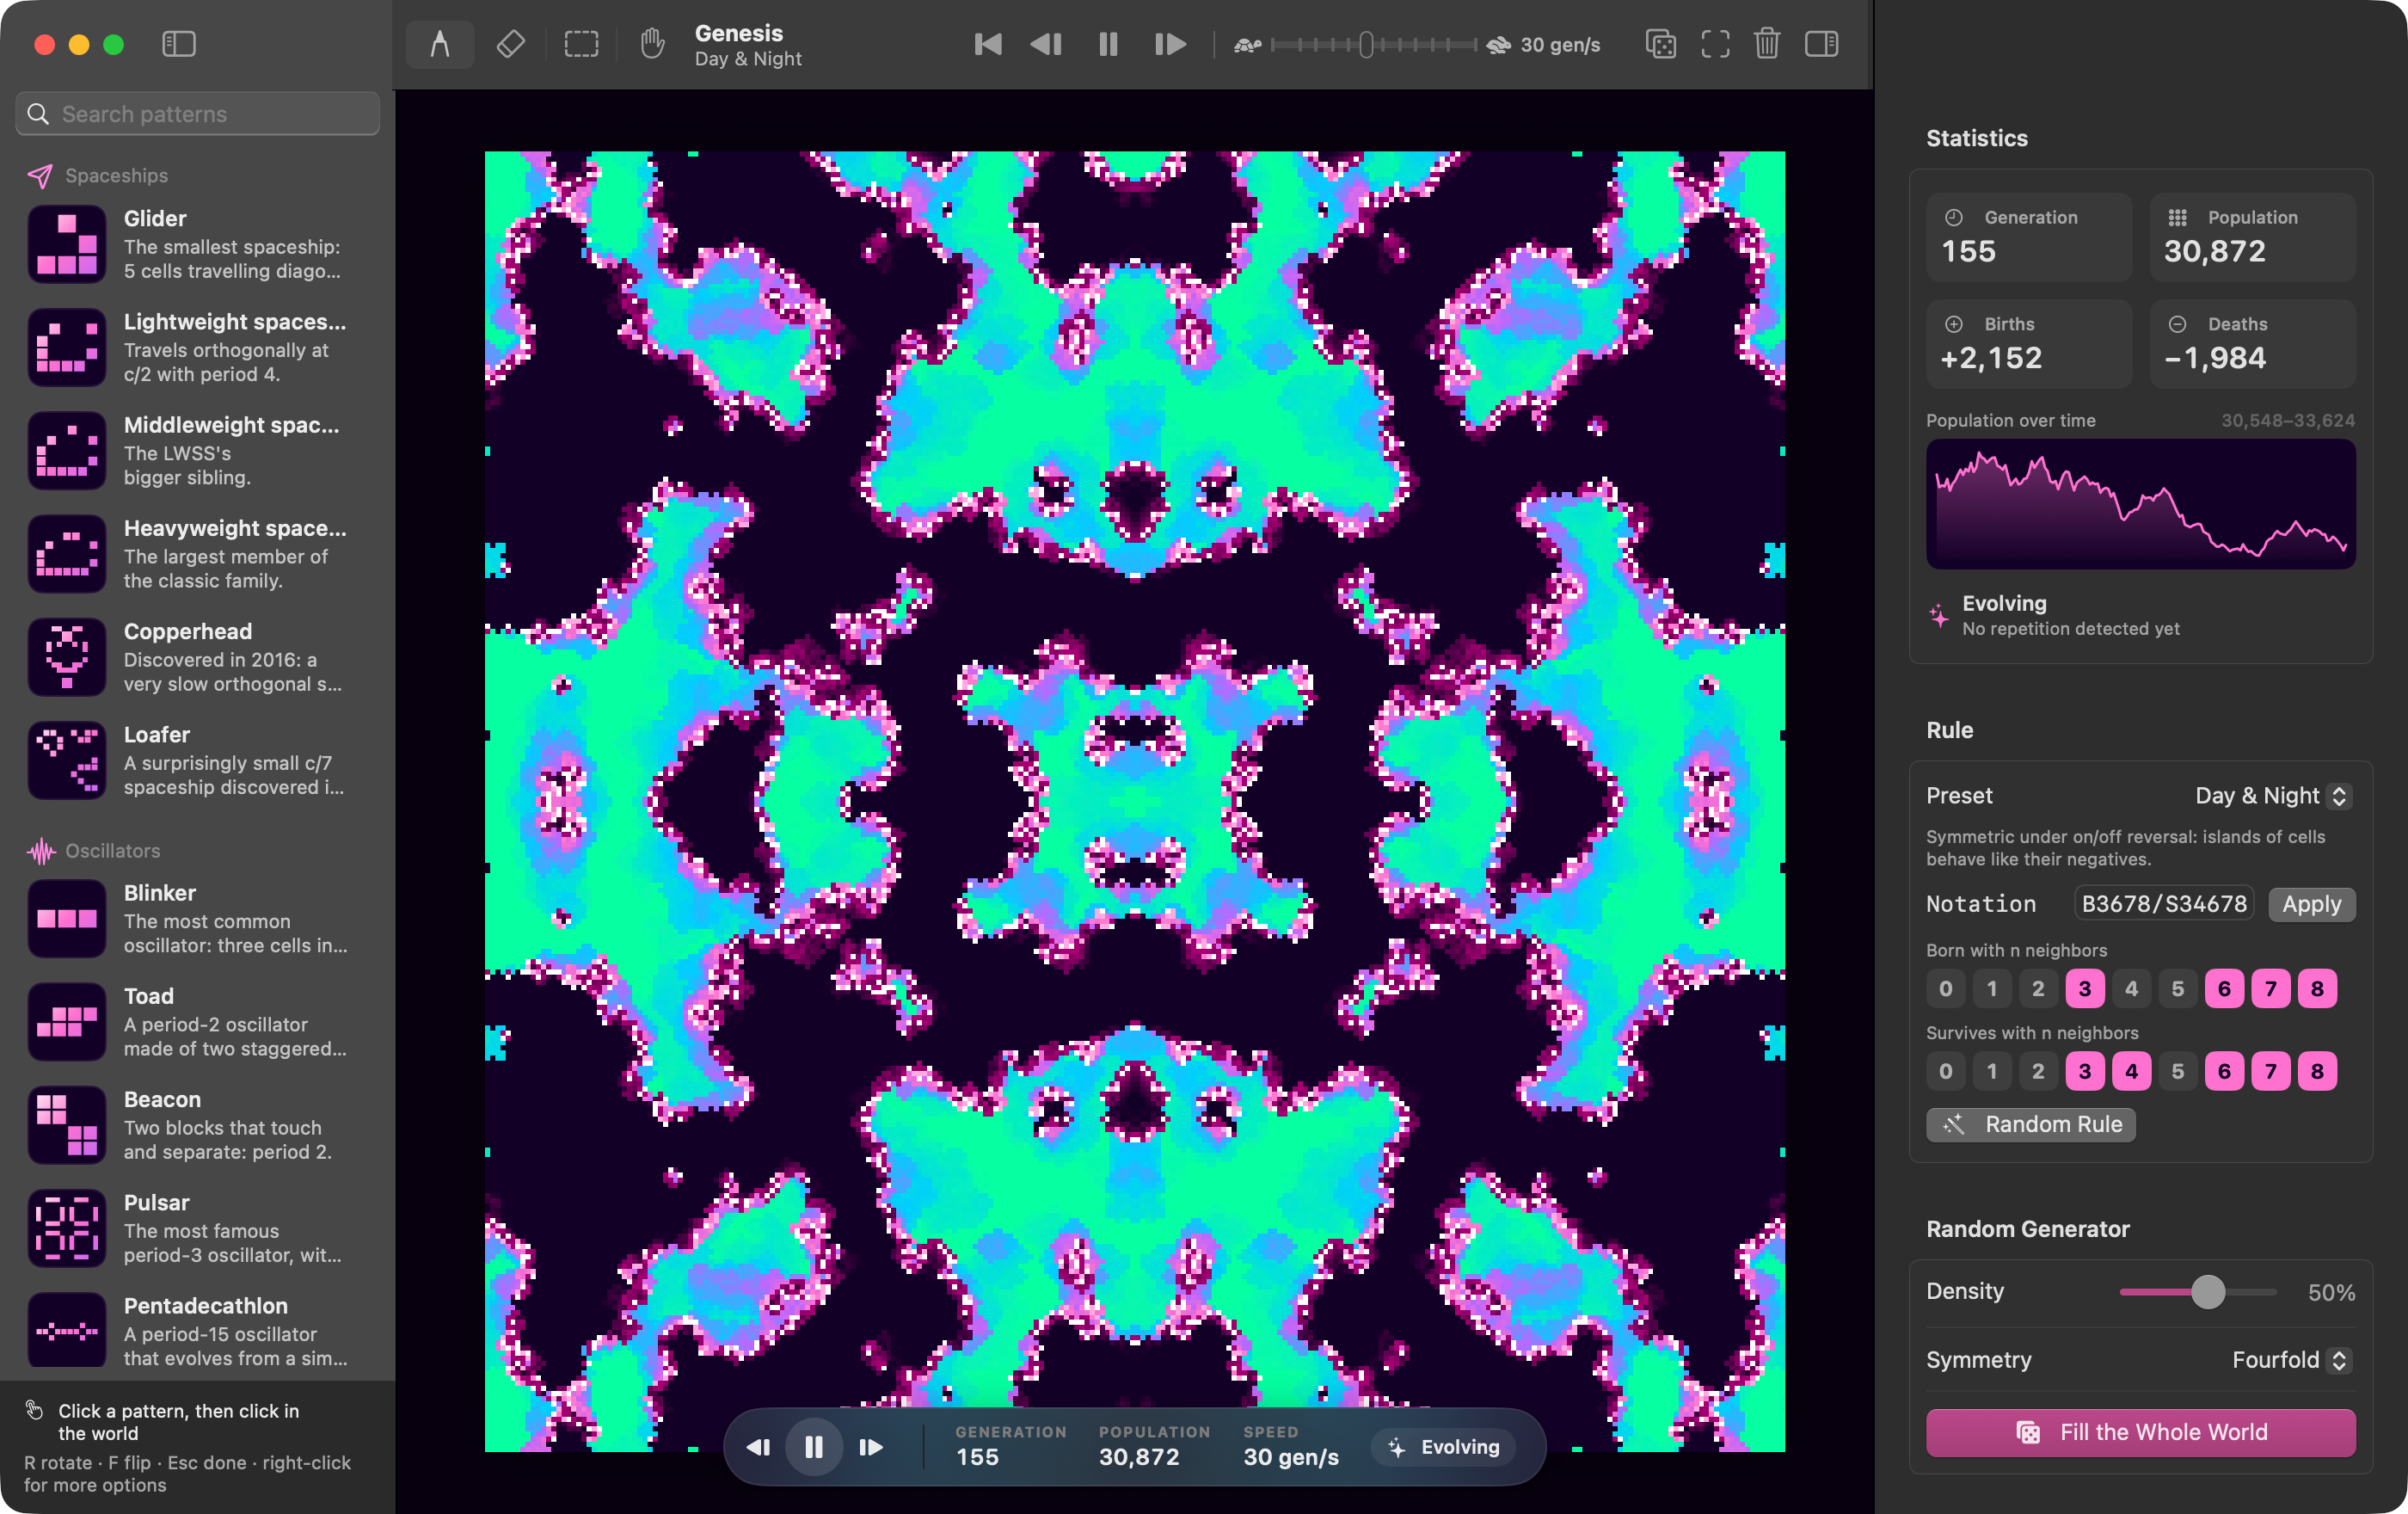 Genesis
Day & Night
30 gen/s
Search patterns
Spaceships
Glider
The smallest spaceship:
5 cells travelling diago...
Lightweight spaces...
Travels orthogonally at
c/2 with period 4.
Middleweight spac...
The LWSS's
bigger sibling.
Heavyweight space...
The largest member of
the classic family.
Copperhead
Discovered in 2016: a
very slow orthogonal s...
Loafer
A surprisingly small c/7
spaceship discovered i...
Oscillators
Blinker
The most common
oscillator: three cells in...
Toad
A period-2 oscillator
made of two staggered...
Beacon
Two blocks that touch
and separate: period 2.
Pulsar
The most famous
period-3 oscillator, wit...
Pentadecathlon
A period-15 oscillator
that evolves from a sim...
Click a pattern, then click in
the world
R rotate · F flip · Esc done · right-click
for more options
GENERATION
155
POPULATION
30,872
SPEED
30 gen/s
Evolving
Statistics
Generation
155
Population
30,872
Births
+2,152
Deaths
−1,984
Population over time
30,548–33,624
Evolving
No repetition detected yet
Rule
Preset
Day & Night
Symmetric under on/off reversal: islands of cells
behave like their negatives.
Notation
B3678/S34678
Apply
Born with n neighbors
0 1 2 3 4 5 6 7 8
Survives with n neighbors
0 1 2 3 4 5 6 7 8
Random Rule
Random Generator
Density
50%
Symmetry
Fourfold
Fill the Whole World